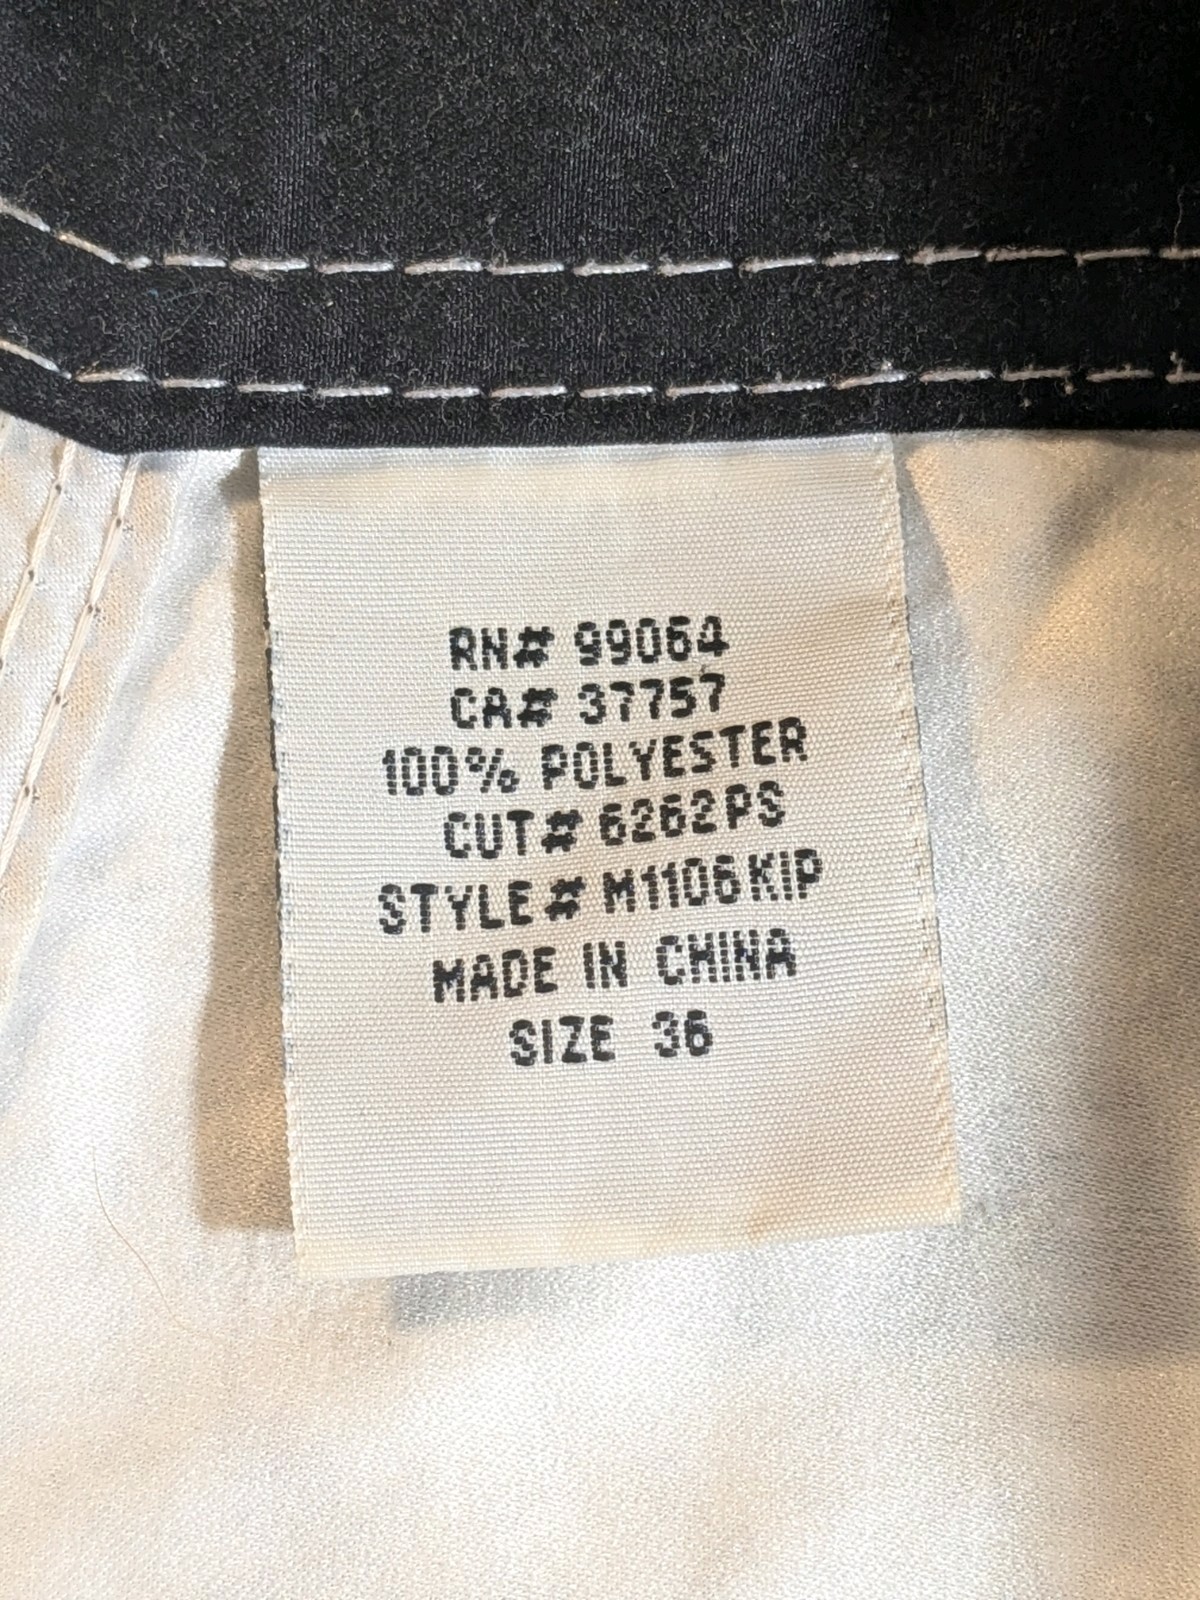 RN# 99064
CA# 37757
100% POLYESTER
CUT# 6262PS
STYLE# M1106KIP
MADE IN CHINA
SIZE 36